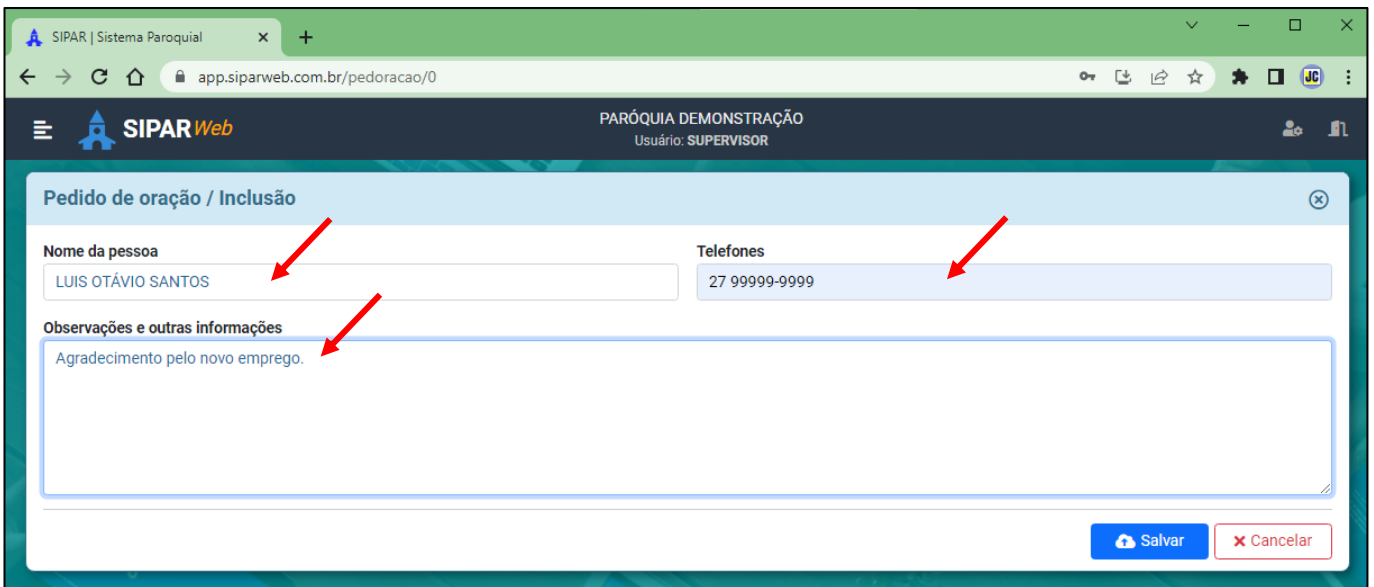 SIPAR | Sistema Paroquial
app.siparweb.com.br/pedoracao/0
JC
SIPAR Web
PARÓQUIA DEMONSTRAÇÃO
Usuário: SUPERVISOR
Pedido de oração / Inclusão
Nome da pessoa
Telefones
LUIS OTÁVIO SANTOS
27 99999-9999
Observações e outras informações
Agradecimento pelo novo emprego.
Salvar
Cancelar